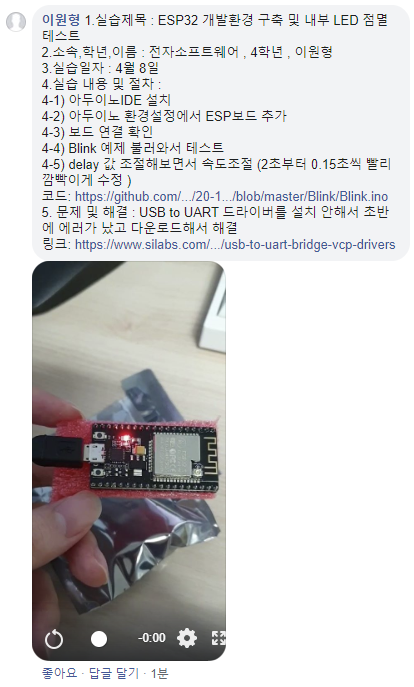 이원형 1.실습제목 : ESP32 개발환경 구축 및 내부 LED 점멸
테스트
2.소속,학년,이름 : 전자소프트웨어 , 4학년 , 이원형
3.실습일자 : 4월 8일
4.실습 내용 및 절차 :
4-1) 아두이노IDE 설치
4-2) 아두이노 환경설정에서 ESP보드 추가
4-3) 보드 연결 확인
4-4) Blink 예제 불러와서 테스트
4-5) delay 값 조절해보면서 속도조절 (2초부터 0.15초씩 빨리
깜빡이게 수정 )
코드: https://github.com/.../20-1.../blob/master/Blink/Blink.ino
5. 문제 및 해결 : USB to UART 드라이버를 설치 안해서 초반
에 에러가 났고 다운로드해서 해결
링크: https://www.silabs.com/.../usb-to-uart-bridge-vcp-drivers
-0:00
좋아요 · 답글 달기 · 1분